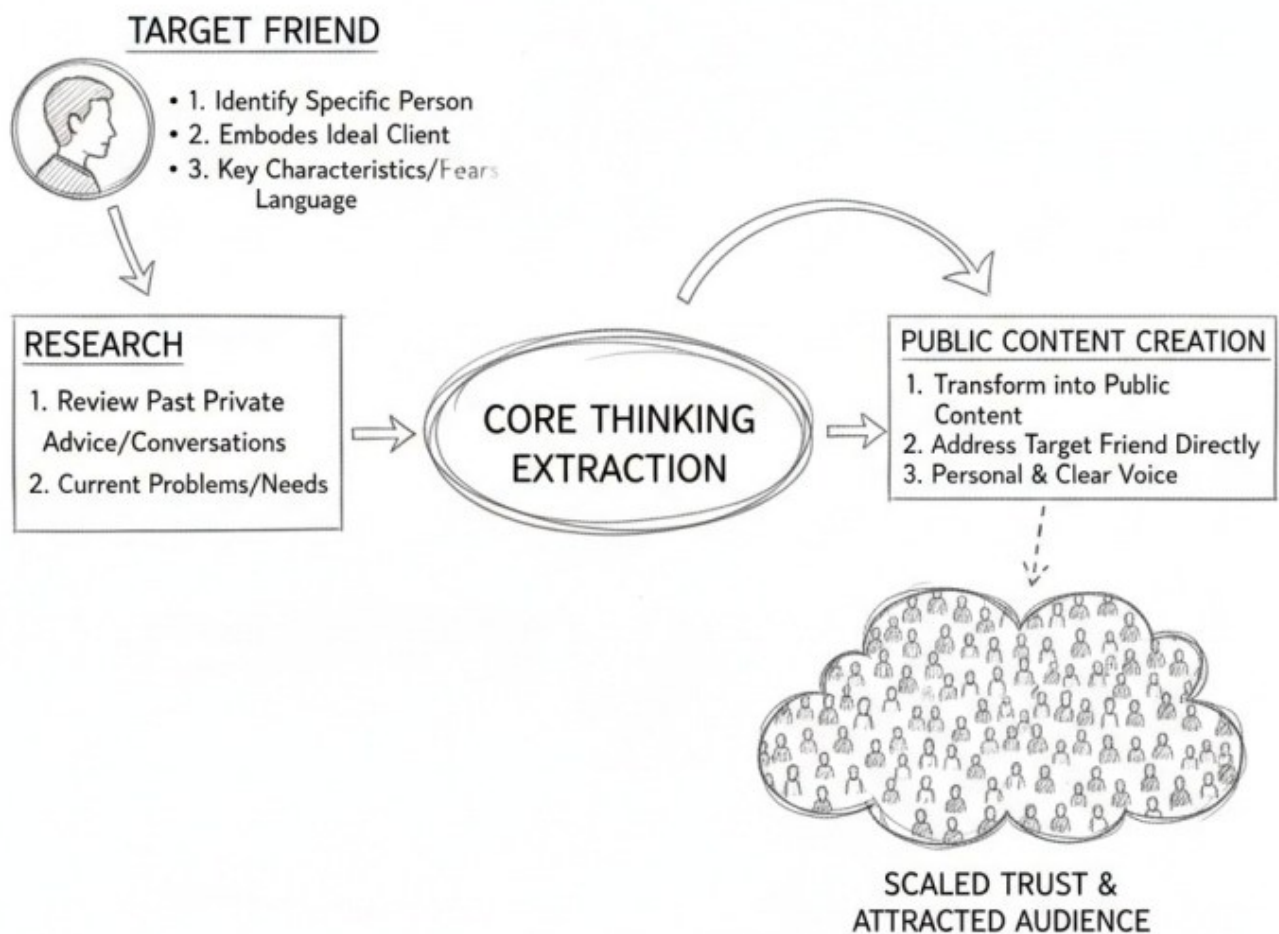 TARGET FRIEND
• 1. Identify Specific Person
• 2. Embodes Ideal Client
• 3. Key Characteristics/Fears
Language
RESEARCH
1. Review Past Private
Advice/Conversations
2. Current Problems/Needs
CORE THINKING
EXTRACTION
PUBLIC CONTENT CREATION
1. Transform into Public
Content
2. Address Target Friend Directly
3. Personal & Clear Voice
SCALED TRUST &
ATTRACTED AUDIENCE